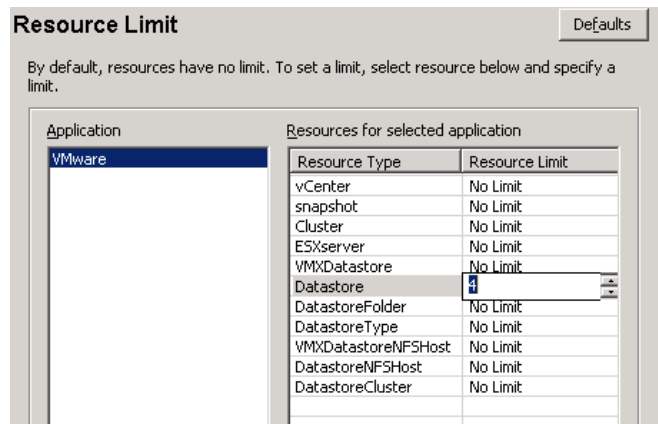 Resource Limit
Defaults
By default, resources have no limit. To set a limit, select resource below and specify a
limit.
Application
Resources for selected application
VMware
Resource Type Resource Limit
vCenter No Limit
snapshot No Limit
Cluster No Limit
ESXserver No Limit
VMXDatastore No Limit
Datastore 4
DatastoreFolder No Limit
DatastoreType No Limit
VMXDatastoreNFSHost No Limit
DatastoreNFSHost No Limit
DatastoreCluster No Limit